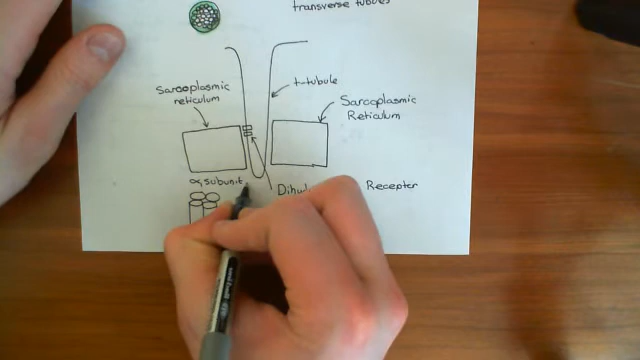 transverse tubules
Sarcoplasmic
reticulum
t-tubule
Sarcoplasmic
Reticulum
α, subunit
Receptor